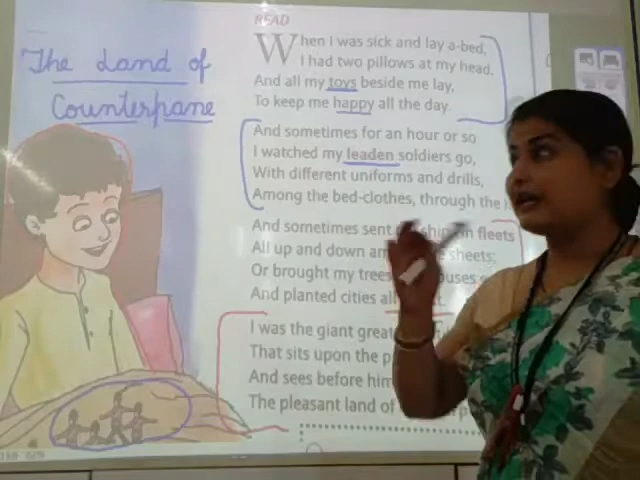 READ
The Land of
Counterpane
When I was sick and lay a-bed,
I had two pillows at my head,
And all my toys beside me lay,
To keep me happy all the day.
And sometimes for an hour or so
I watched my leaden soldiers go,
With different uniforms and drills,
Among the bed-clothes, through the
And sometimes sent in fleets
All up and down sheets;
Or brought my trees
And planted cities
I was the giant great
That sits upon the
And sees before him
The pleasant land of